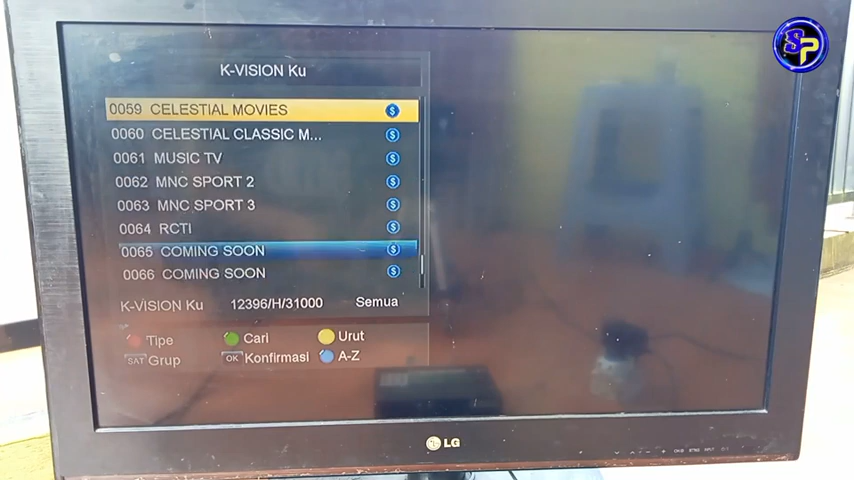 SP
K-VISION Ku
0059 CELESTIAL MOVIES $
0060 CELESTIAL CLASSIC M... $
0061 MUSIC TV $
0062 MNC SPORT 2 $
0063 MNC SPORT 3 $
0064 RCTI $
0065 COMING SOON $
0066 COMING SOON $
K-VISION Ku 12396/H/31000 Semua
Tipe Cari Urut
SAT Grup OK Konfirmasi A-Z
LG